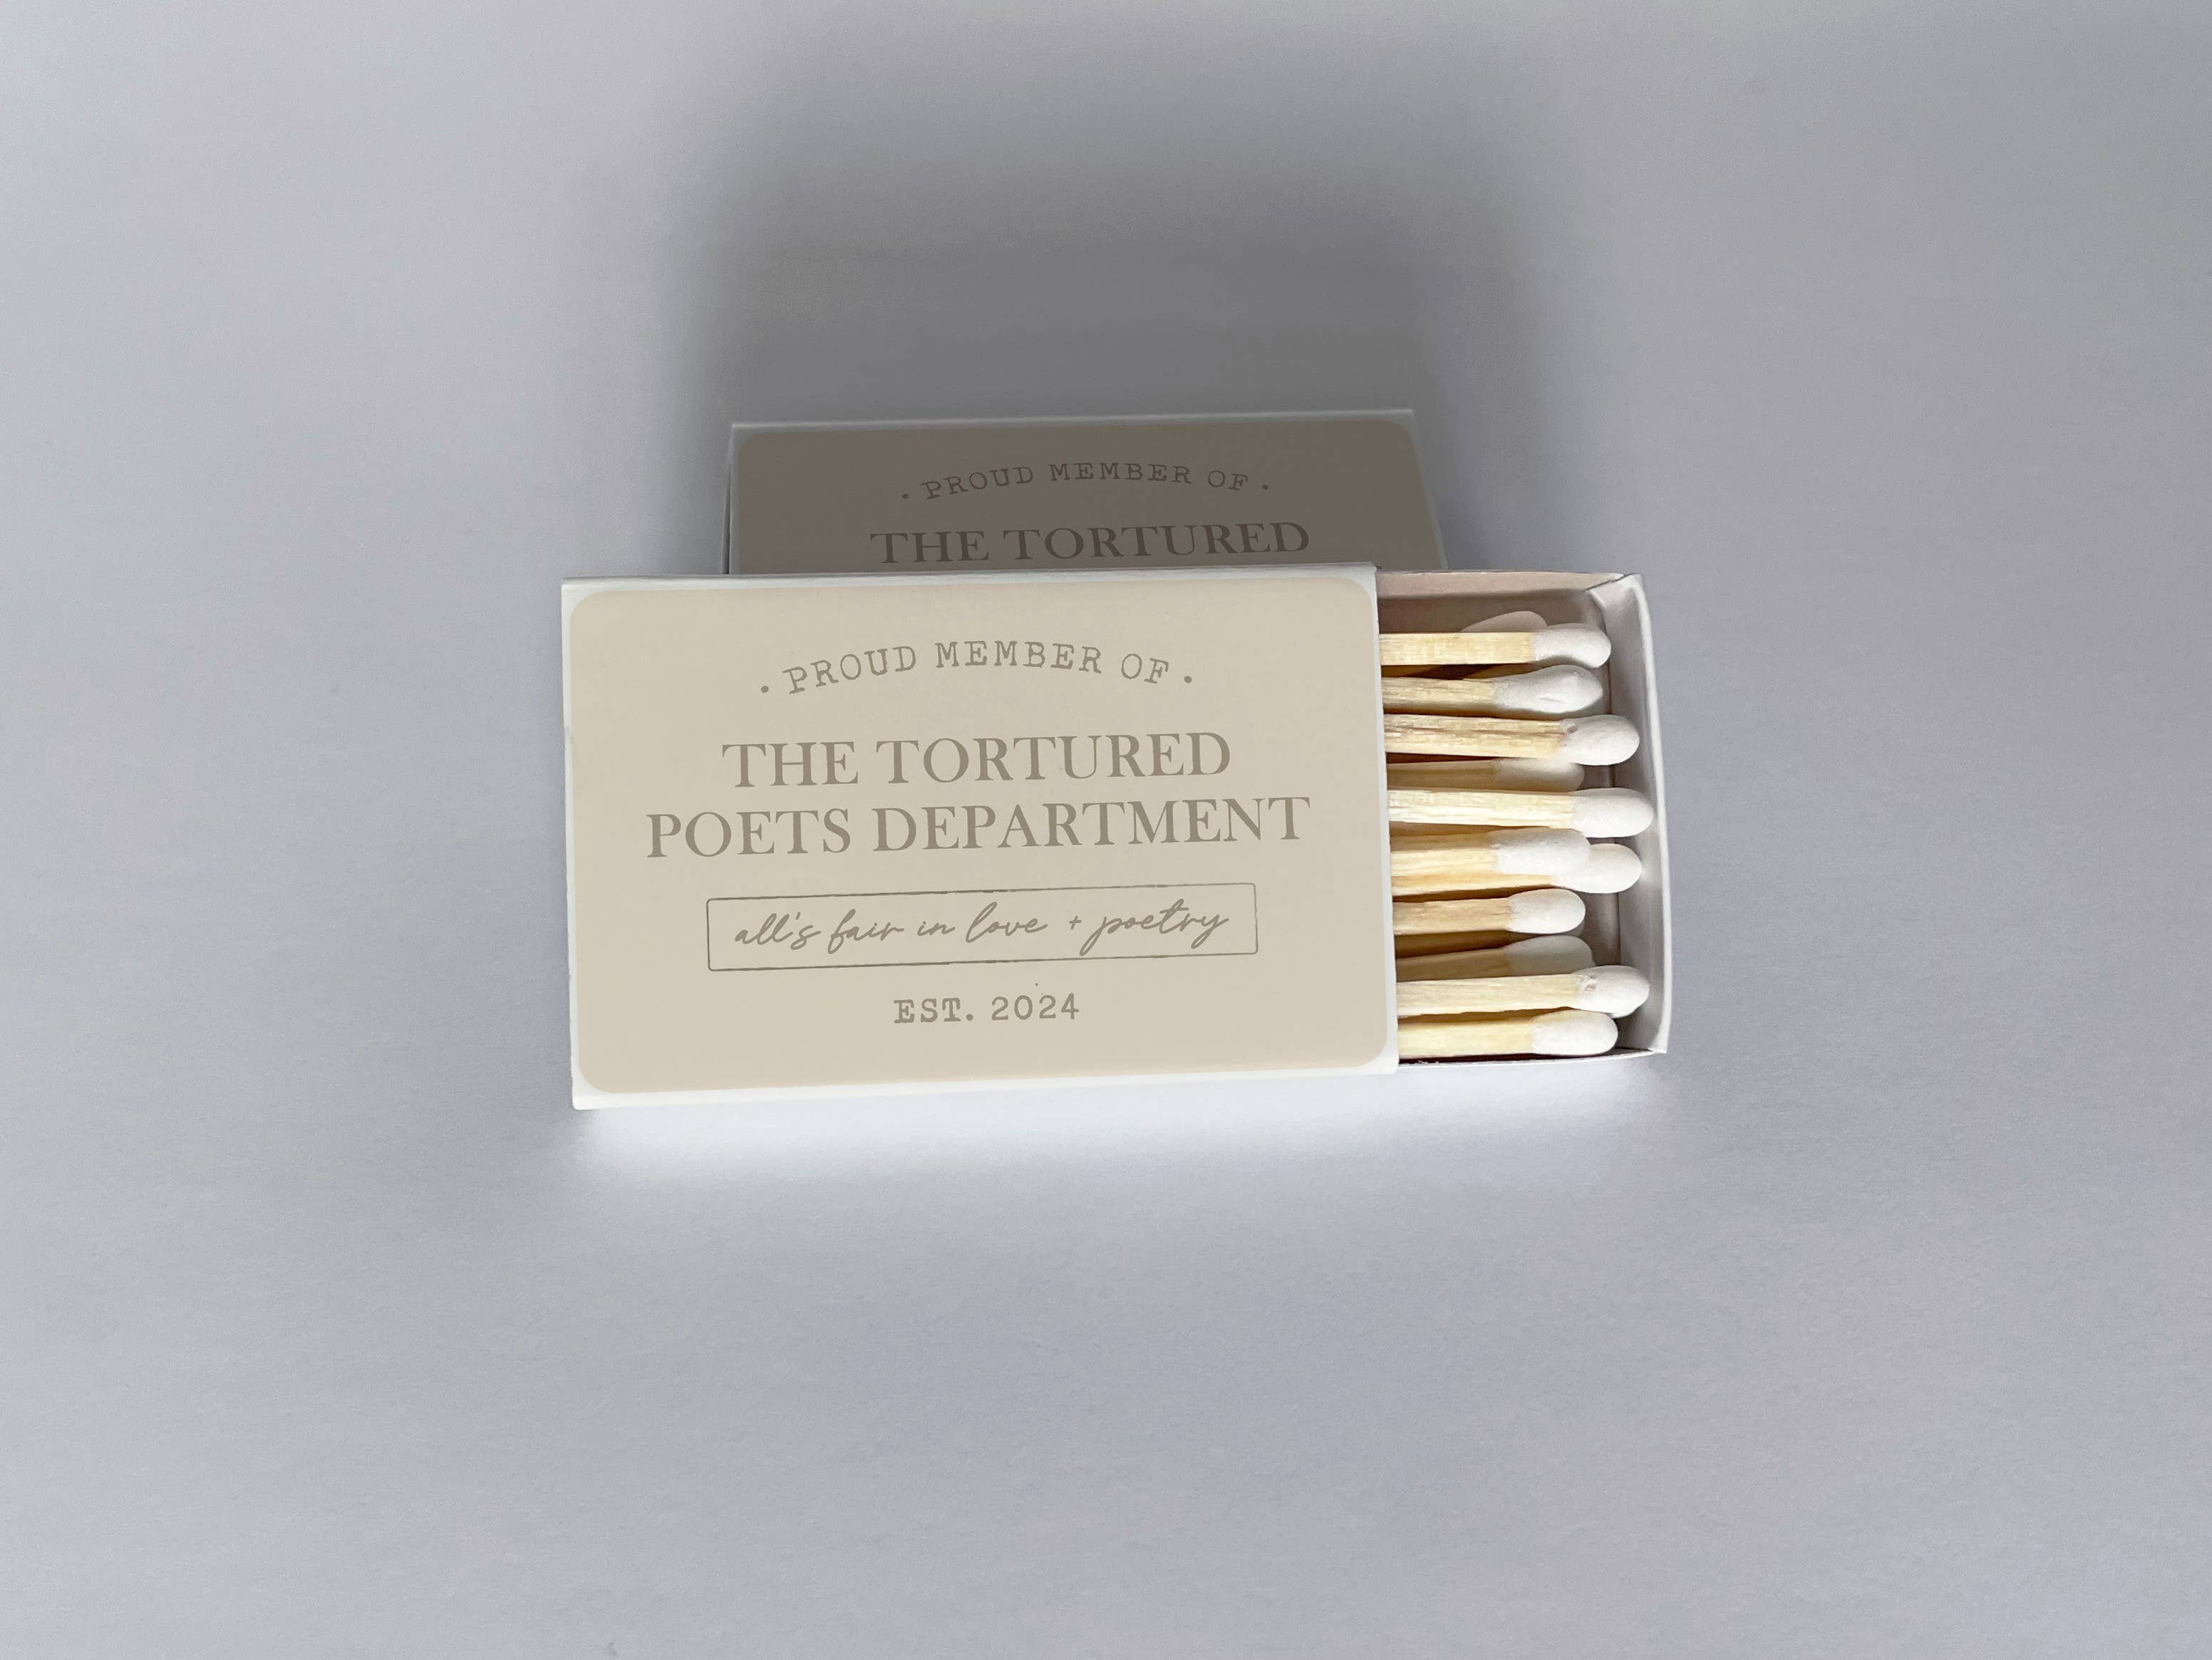 · PROUD MEMBER OF ·
THE TORTURED
· PROUD MEMBER OF ·
THE TORTURED
POETS DEPARTMENT
all's fair in love + poetry
EST. 2024